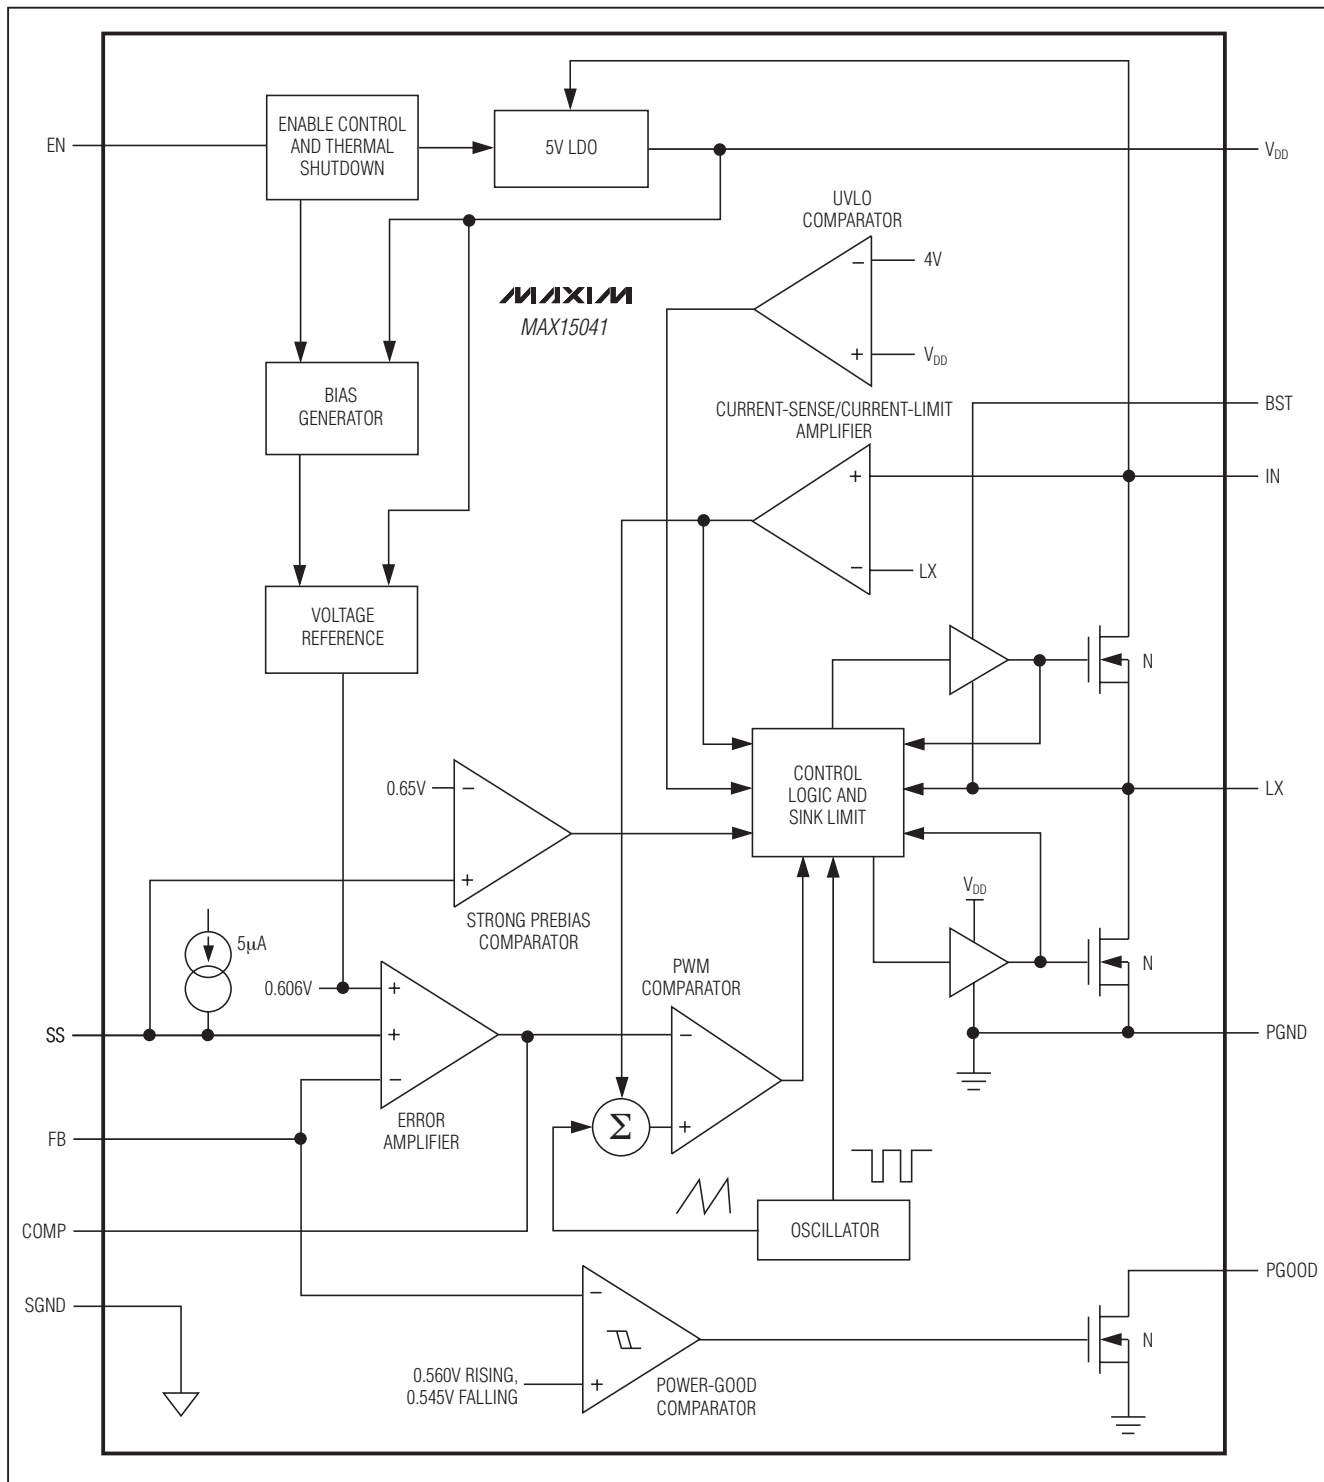 EN
ENABLE CONTROL
AND THERMAL
SHUTDOWN
5V LDO
VDD
UVLO
COMPARATOR
−
4V
+
VDD
MAXIM
MAX15041
BIAS
GENERATOR
CURRENT-SENSE/CURRENT-LIMIT
AMPLIFIER
BST
+
IN
−
LX
VOLTAGE
REFERENCE
N
CONTROL
LOGIC AND
SINK LIMIT
0.65V
−
LX
+
STRONG PREBIAS
COMPARATOR
VDD
5µA
PWM
COMPARATOR
N
0.606V
+
SS
+
−
−
PGND
ERROR
AMPLIFIER
Σ
+
FB
COMP
OSCILLATOR
PGOOD
SGND
−
N
0.560V RISING,
0.545V FALLING
+
POWER-GOOD
COMPARATOR